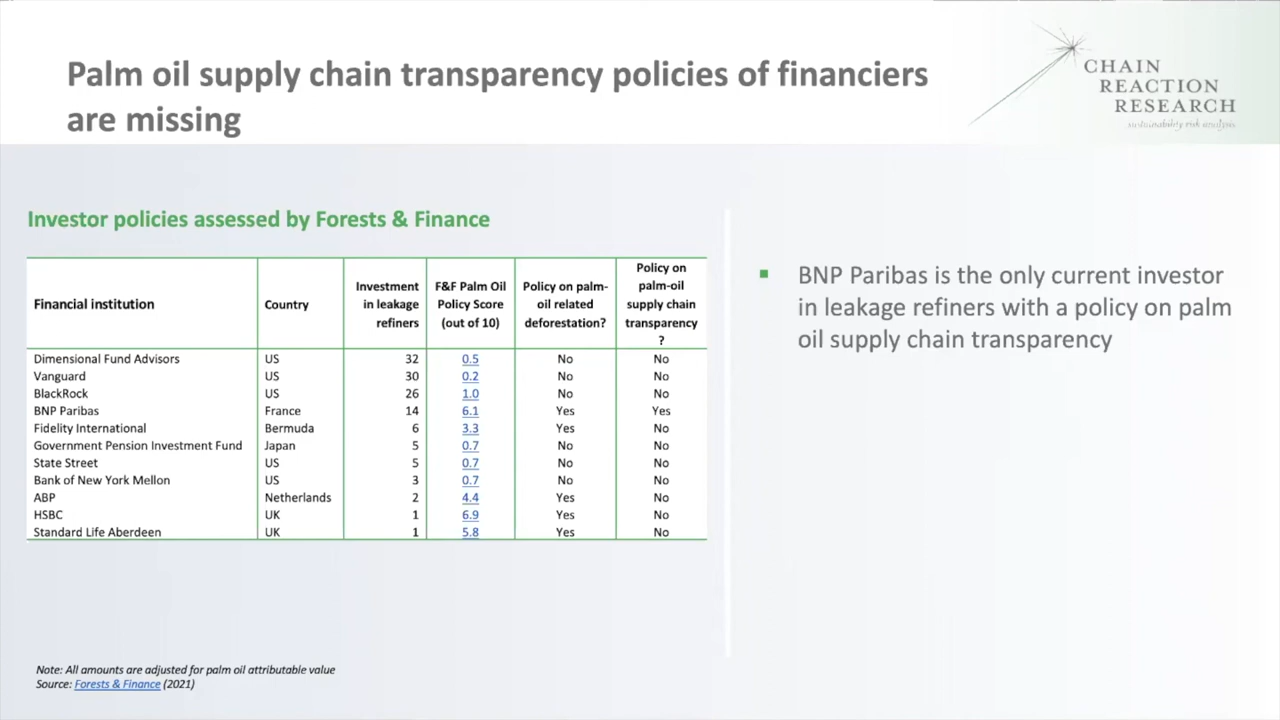 Palm oil supply chain transparency policies of financiers
are missing
CHAIN
REACTION
RESEARCH
sustainability risk analysis
Investor policies assessed by Forests & Finance
Financial institution Country Investment in leakage refiners F&F Palm Oil Policy Score (out of 10) Policy on palm-oil related deforestation? Policy on palm-oil supply chain transparency ?
Dimensional Fund Advisors US 32 0.5 No No
Vanguard US 30 0.2 No No
BlackRock US 26 1.0 No No
BNP Paribas France 14 6.1 Yes Yes
Fidelity International Bermuda 6 3.3 Yes No
Government Pension Investment Fund Japan 5 0.7 No No
State Street US 5 0.7 No No
Bank of New York Mellon US 3 0.7 No No
ABP Netherlands 2 4.4 Yes No
HSBC UK 1 6.9 Yes No
Standard Life Aberdeen UK 1 5.8 Yes No
▪ BNP Paribas is the only current investor
in leakage refiners with a policy on palm
oil supply chain transparency
Note: All amounts are adjusted for palm oil attributable value
Source: Forests & Finance (2021)